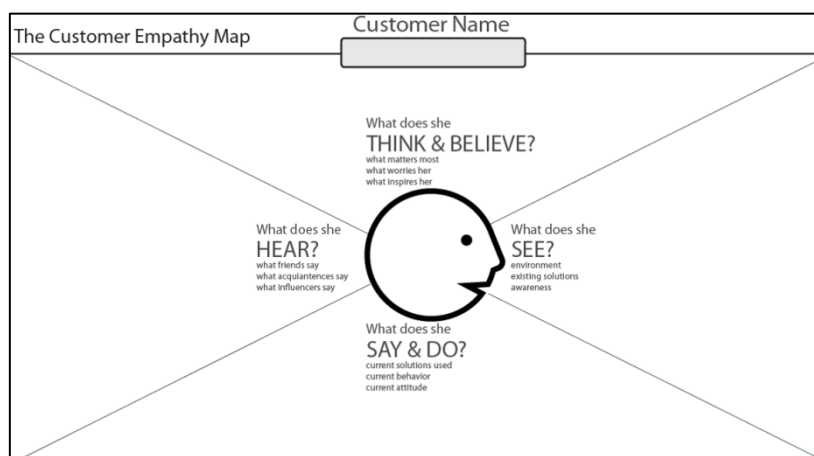 The Customer Empathy Map
Customer Name
What does she
THINK & BELIEVE?
what matters most
what worries her
what inspires her
What does she
HEAR?
what friends say
what acquiantences say
what influencers say
What does she
SEE?
environment
existing solutions
awareness
What does she
SAY & DO?
current solutions used
current behavior
current attitude